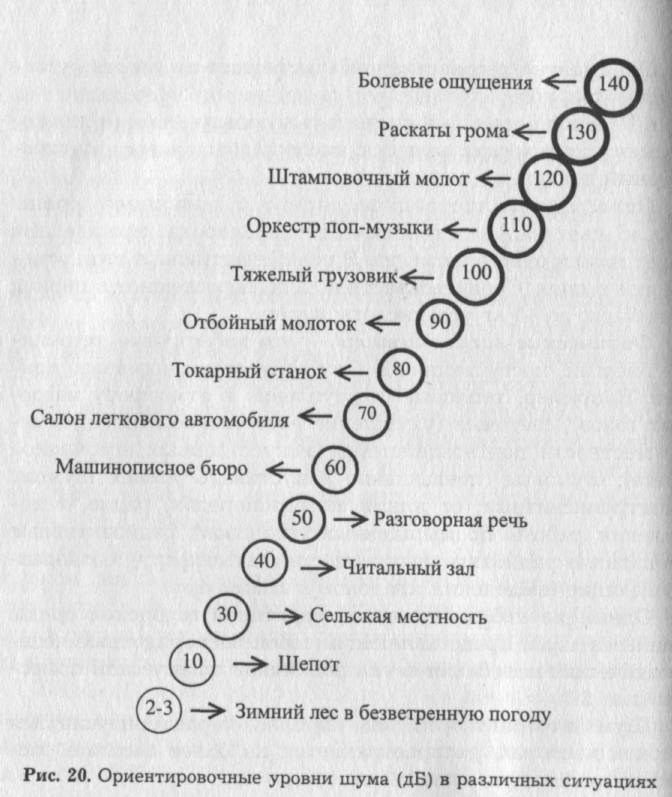 Болевые ощущения ← 140
Раскаты грома ← 130
Штамповочный молот ← 120
Оркестр поп-музыки ← 110
Тяжелый грузовик ← 100
Отбойный молоток ← 90
Токарный станок ← 80
Салон легкового автомобиля ← 70
Машинописное бюро ← 60
50 → Разговорная речь
40 → Читальный зал
30 → Сельская местность
10 → Шепот
2-3 → Зимний лес в безветренную погоду
Рис. 20. Ориентировочные уровни шума (дБ) в различных ситуациях